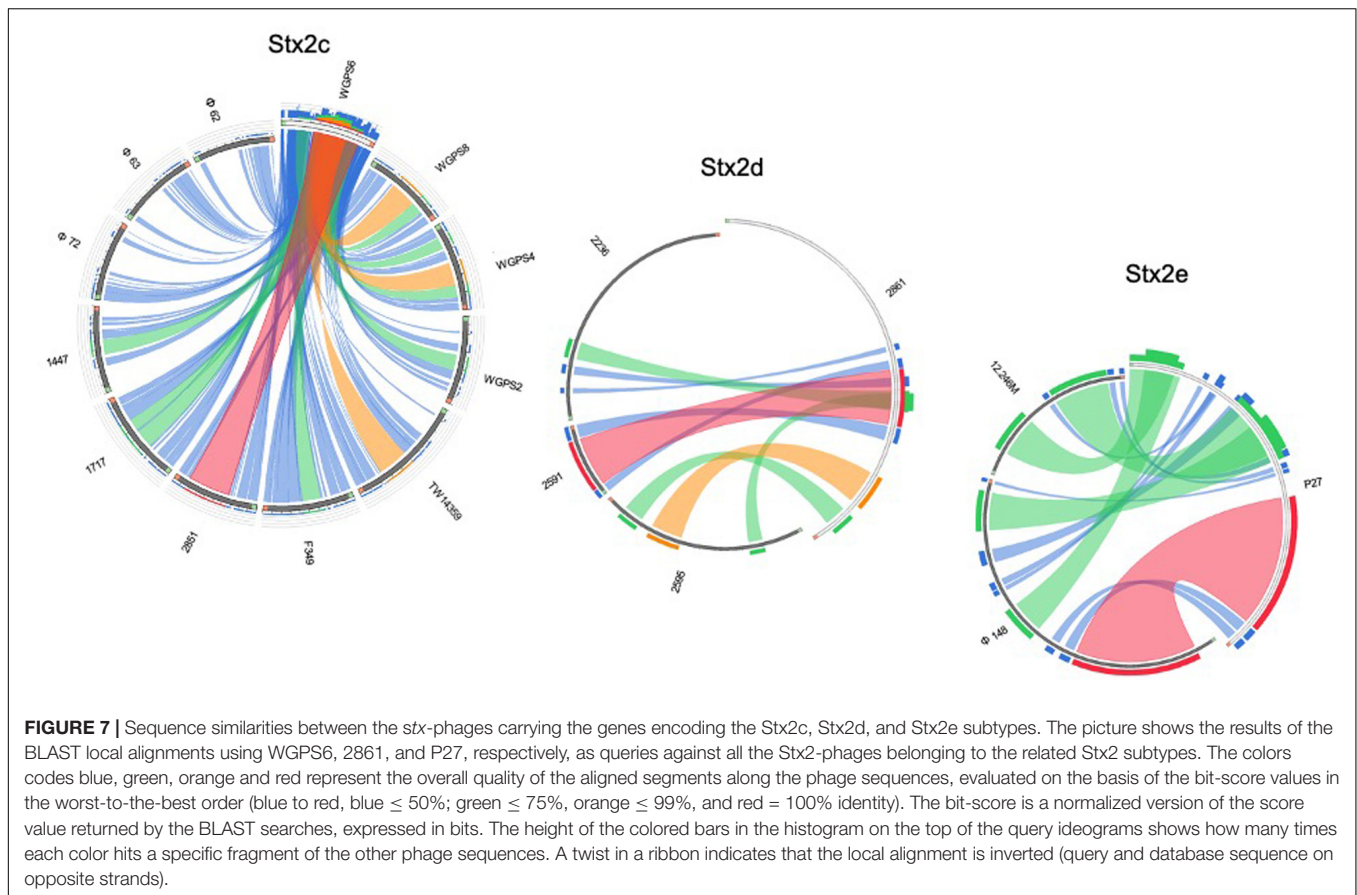 Stx2c
WGPS6
WGPS8
WGPS4
WGPS2
TW14359
F349
2851
1717
1447
Φ 72
Φ 63
Φ 62
Stx2d
2236
2861
2591
2595
Stx2e
12,246M
P27
Φ 148
FIGURE 7 | Sequence similarities between the stx-phages carrying the genes encoding the Stx2c, Stx2d, and Stx2e subtypes. The picture shows the results of the
BLAST local alignments using WGPS6, 2861, and P27, respectively, as queries against all the Stx2-phages belonging to the related Stx2 subtypes. The colors
codes blue, green, orange and red represent the overall quality of the aligned segments along the phage sequences, evaluated on the basis of the bit-score values in
the worst-to-the-best order (blue to red, blue ≤ 50%; green ≤ 75%, orange ≤ 99%, and red = 100% identity). The bit-score is a normalized version of the score
value returned by the BLAST searches, expressed in bits. The height of the colored bars in the histogram on the top of the query ideograms shows how many times
each color hits a specific fragment of the other phage sequences. A twist in a ribbon indicates that the local alignment is inverted (query and database sequence on
opposite strands).